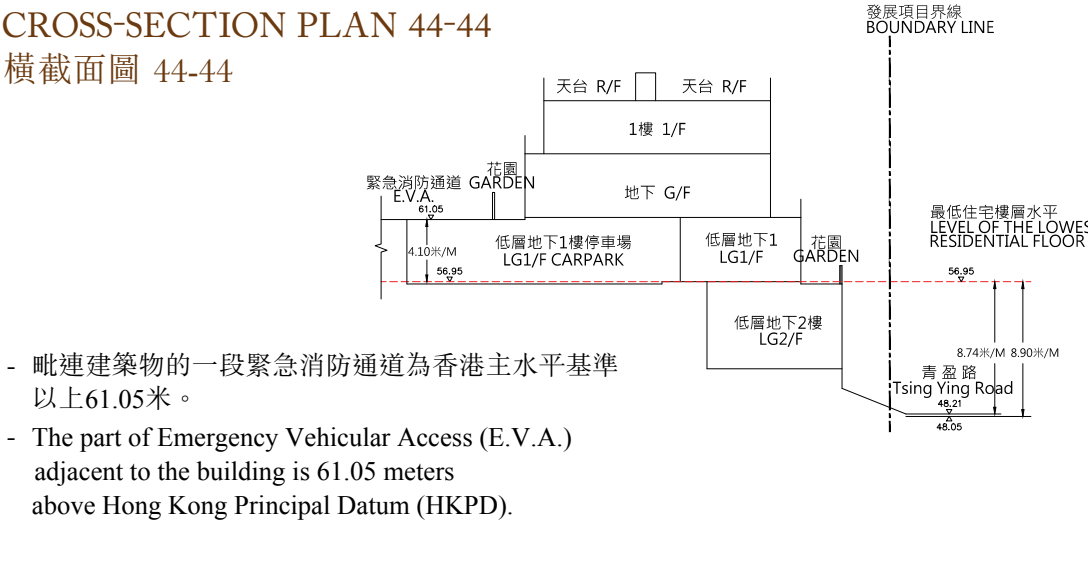 CROSS-SECTION PLAN 44-44
橫截面圖 44-44
發展項目界線
BOUNDARY LINE
天台 R/F
天台 R/F
1樓 1/F
地下 G/F
緊急消防通道
E.V.A.
61.05
花園
GARDEN
4.10米/M
56.95
低層地下1樓停車場
LG1/F CARPARK
低層地下1
LG1/F
花園
GARDEN
最低住宅樓層水平
LEVEL OF THE LOWES
RESIDENTIAL FLOOR
56.95
低層地下2樓
LG2/F
8.74米/M
8.90米/M
青盈路
Tsing Ying Road
48.21
48.05
- 毗連建築物的一段緊急消防通道為香港主水平基準
以上61.05米。
- The part of Emergency Vehicular Access (E.V.A.)
adjacent to the building is 61.05 meters
above Hong Kong Principal Datum (HKPD).